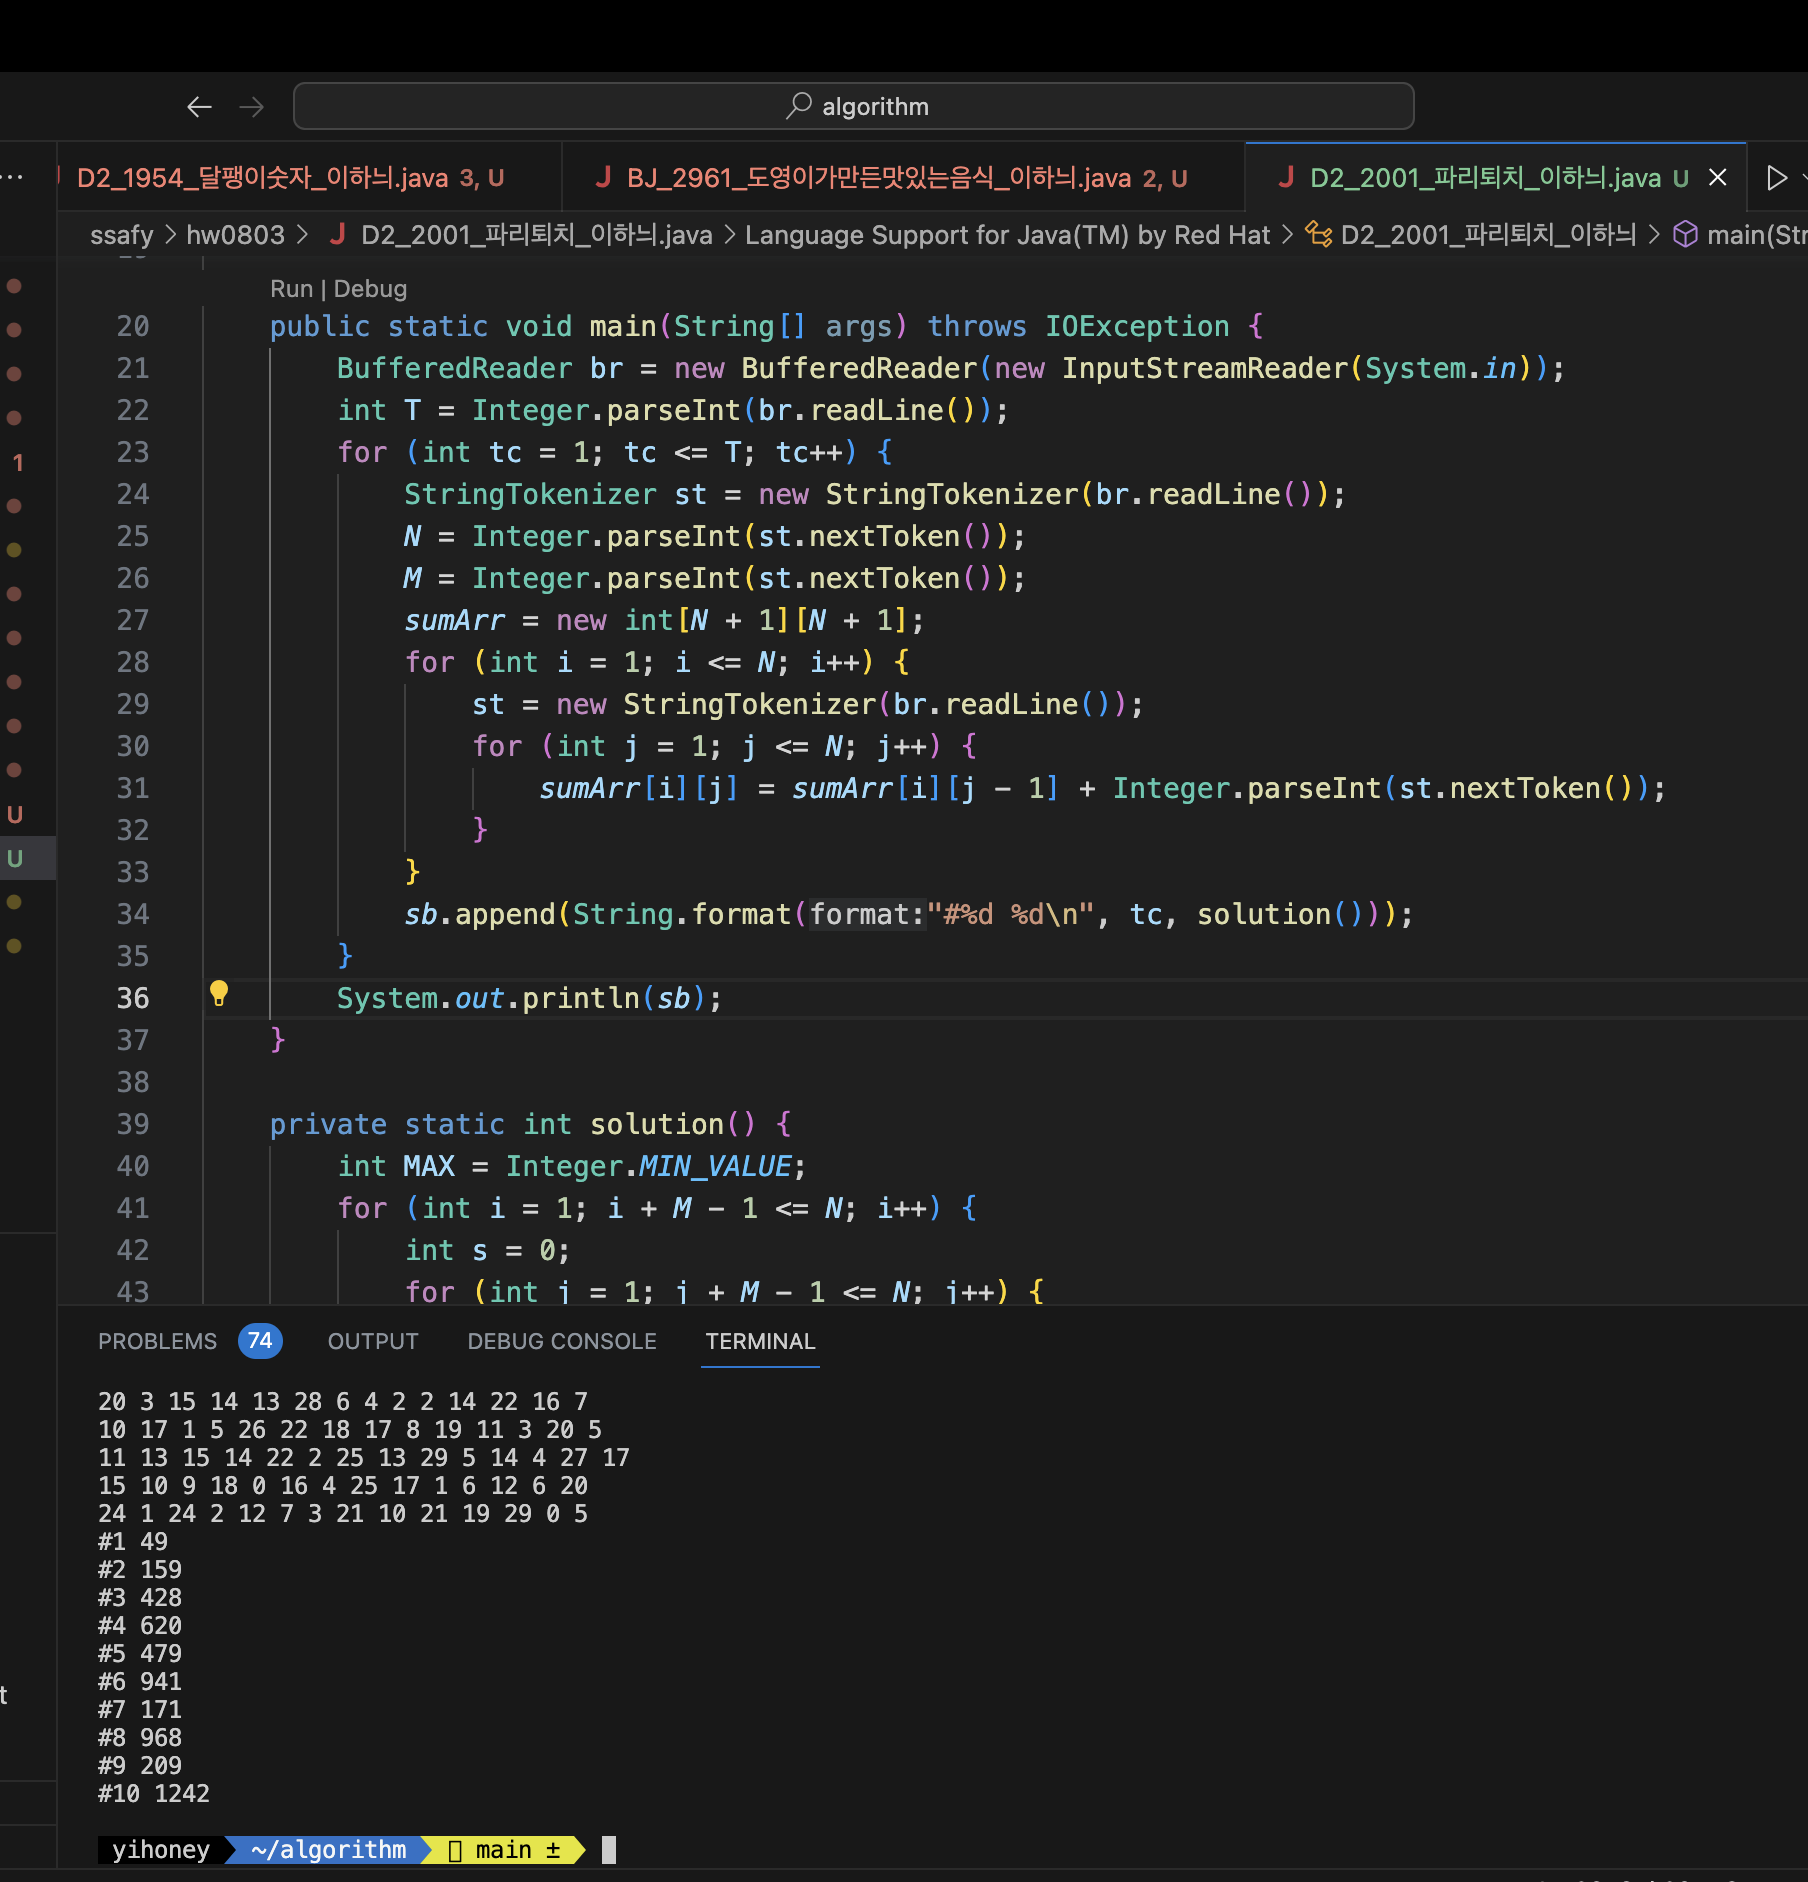 algorithm
D2_1954_달팽이숫자_이하늬.java 3, U
BJ_2961_도영이가만든맛있는음식_이하늬.java 2, U
D2_2001_파리퇴치_이하늬.java U
ssafy > hw0803 > D2_2001_파리퇴치_이하늬.java > Language Support for Java(TM) by Red Hat > D2_2001_파리퇴치_이하늬 > main(Str
Run | Debug
20 public static void main(String[] args) throws IOException {
21 BufferedReader br = new BufferedReader(new InputStreamReader(System.in));
22 int T = Integer.parseInt(br.readLine());
23 for (int tc = 1; tc <= T; tc++) {
24 StringTokenizer st = new StringTokenizer(br.readLine());
25 N = Integer.parseInt(st.nextToken());
26 M = Integer.parseInt(st.nextToken());
27 sumArr = new int[N + 1][N + 1];
28 for (int i = 1; i <= N; i++) {
29 st = new StringTokenizer(br.readLine());
30 for (int j = 1; j <= N; j++) {
31 sumArr[i][j] = sumArr[i][j - 1] + Integer.parseInt(st.nextToken());
32 }
33 }
34 sb.append(String.format(format:"#%d %d\n", tc, solution()));
35 }
36 System.out.println(sb);
37 }
38
39 private static int solution() {
40 int MAX = Integer.MIN_VALUE;
41 for (int i = 1; i + M - 1 <= N; i++) {
42 int s = 0;
43 for (int j = 1; j + M - 1 <= N; j++) {
1
U
U
t
PROBLEMS 74 OUTPUT DEBUG CONSOLE TERMINAL
20 3 15 14 13 28 6 4 2 2 14 22 16 7
10 17 1 5 26 22 18 17 8 19 11 3 20 5
11 13 15 14 22 2 25 13 29 5 14 4 27 17
15 10 9 18 0 16 4 25 17 1 6 12 6 20
24 1 24 2 12 7 3 21 10 21 19 29 0 5
#1 49
#2 159
#3 428
#4 620
#5 479
#6 941
#7 171
#8 968
#9 209
#10 1242
yihoney ~/algorithm main ±